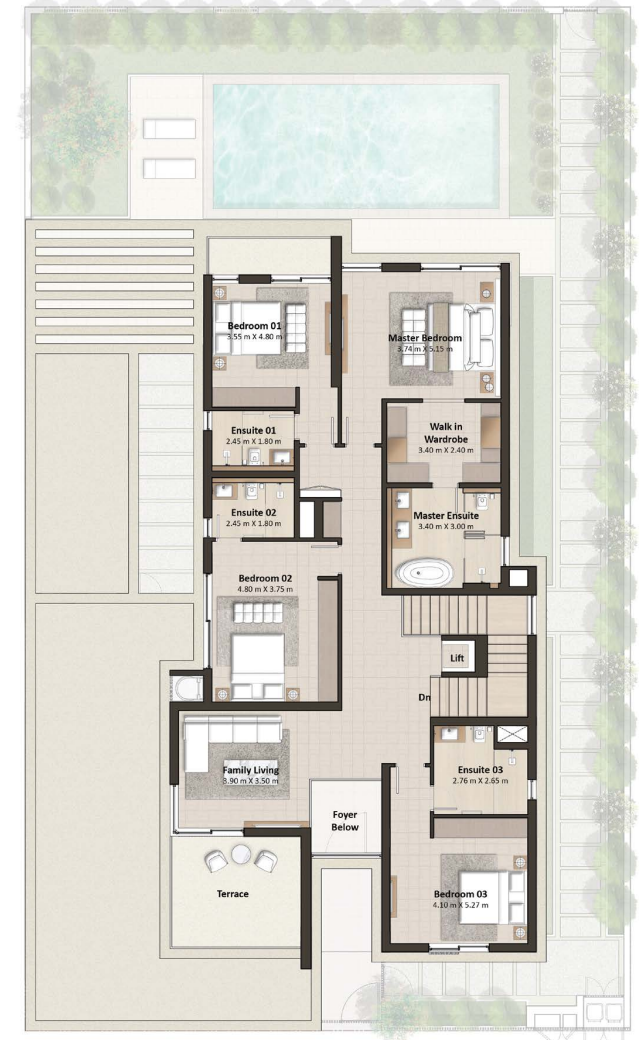 Bedroom 01
3.55 m X 4.80 m
Master Bedroom
3.74 m X 5.15 m
Ensuite 01
2.45 m X 1.80 m
Walk in
Wardrobe
3.40 m X 2.40 m
Ensuite 02
2.45 m X 1.80 m
Master Ensuite
3.40 m X 3.00 m
Bedroom 02
4.80 m X 3.75 m
Lift
Dn
Family Living
3.90 m X 3.50 m
Ensuite 03
2.76 m X 2.65 m
Foyer
Below
Terrace
Bedroom 03
4.10 m X 5.27 m